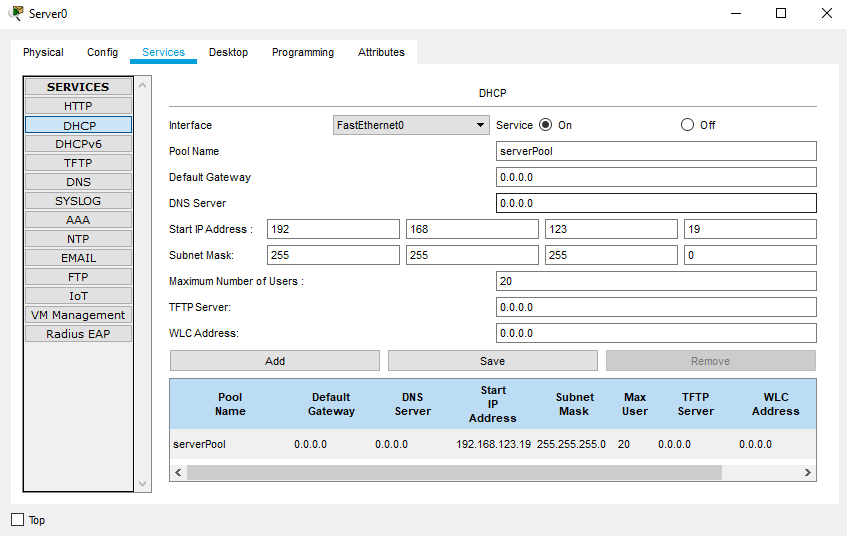 Server0
Physical Config Services Desktop Programming Attributes
SERVICES
HTTP
DHCP
DHCPv6
TFTP
DNS
SYSLOG
AAA
NTP
EMAIL
FTP
IoT
VM Management
Radius EAP
DHCP
Interface FastEthernet0 Service On Off
Pool Name serverPool
Default Gateway 0.0.0.0
DNS Server 0.0.0.0
Start IP Address : 192 168 123 19
Subnet Mask: 255 255 255 0
Maximum Number of Users : 20
TFTP Server: 0.0.0.0
WLC Address: 0.0.0.0
Add Save Remove
Pool Name Default Gateway DNS Server Start IP Address Subnet Mask Max User TFTP Server WLC Address
serverPool 0.0.0.0 0.0.0.0 192.168.123.19 255.255.255.0 20 0.0.0.0 0.0.0.0
Top